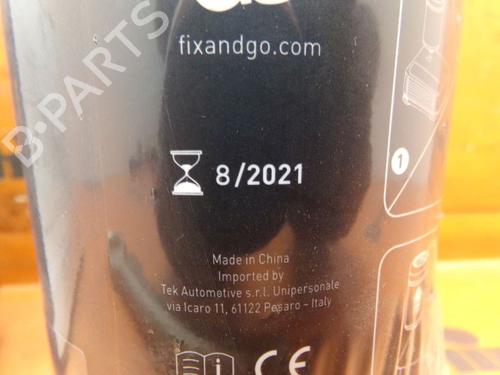 fixandgo.com
8/2021
Made in China
Imported by
Tek Automotive s.r.l. Unipersonale
via Icaro 11, 61122 Pesaro - Italy
CE
1
B-PARTS